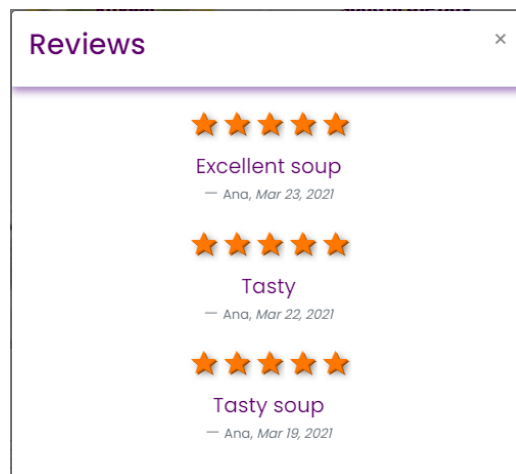 Reviews ×
Excellent soup
— Ana, Mar 23, 2021
Tasty
— Ana, Mar 22, 2021
Tasty soup
— Ana, Mar 19, 2021